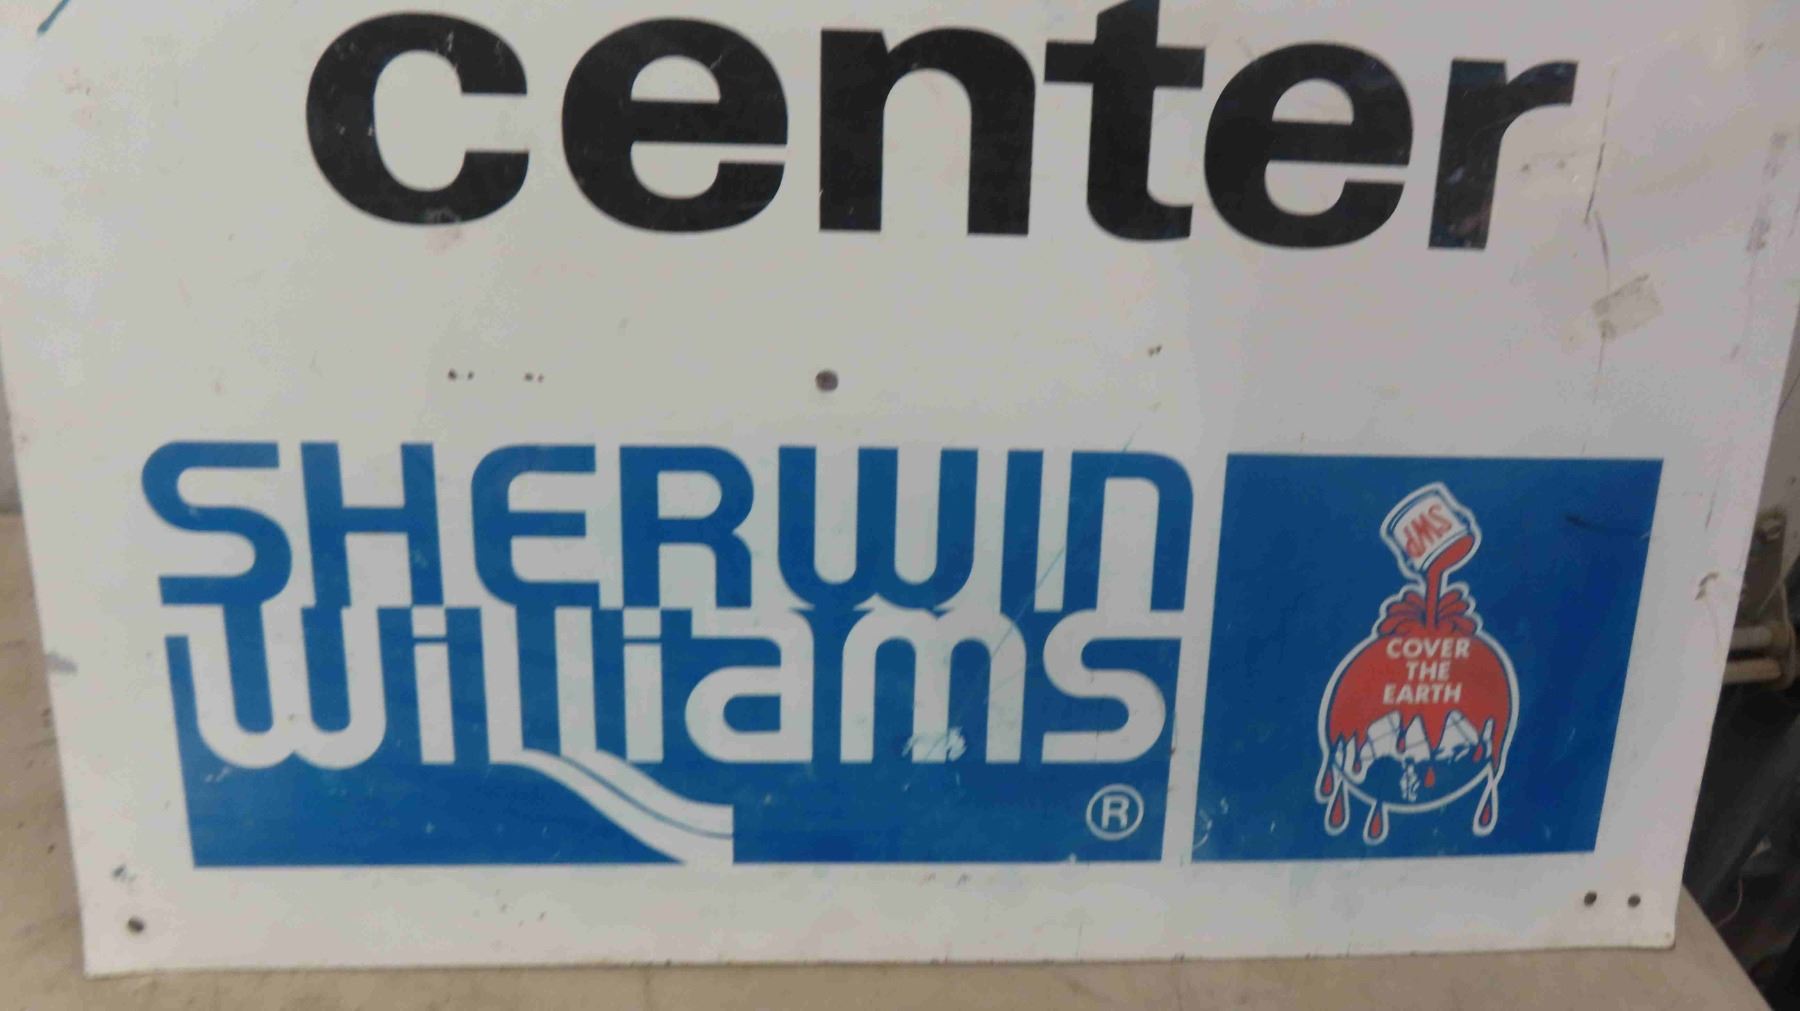 center
SHERWIN
Williams
®
SWP
COVER
THE
EARTH